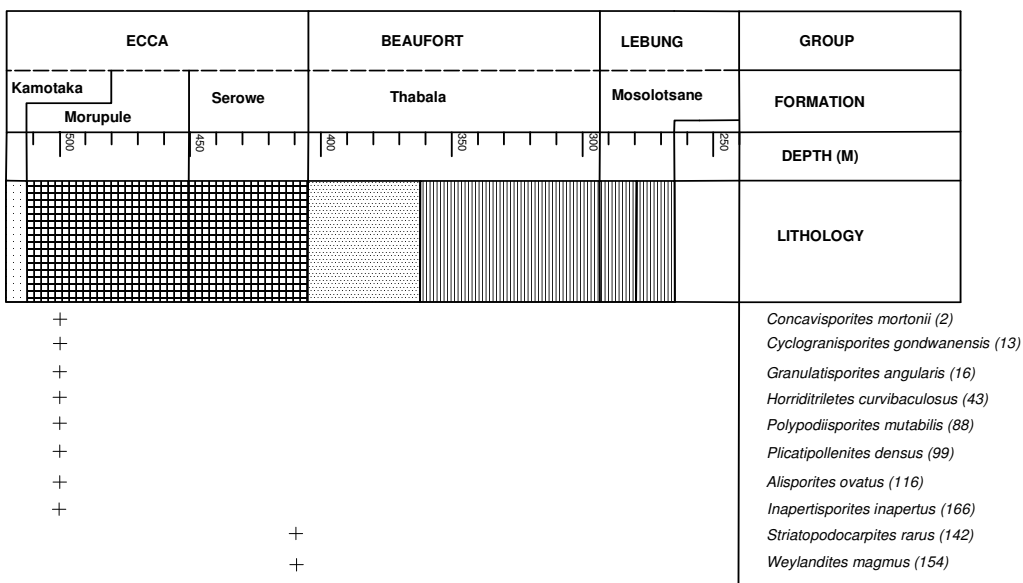 ECCA BEAUFORT LEBUNG GROUP
Kamotaka Morupule Serowe Thabala Mosolotsane FORMATION
500 450 400 350 300 250 DEPTH (M)
LITHOLOGY
Concavisporites mortonii (2)
Cyclogranisporites gondwanensis (13)
Granulatisporites angularis (16)
Horriditriletes curvibaculosus (43)
Polypodiisporites mutabilis (88)
Plicatipollenites densus (99)
Alisporites ovatus (116)
Inapertisporites inapertus (166)
Striatopodocarpites rarus (142)
Weylandites magmus (154)